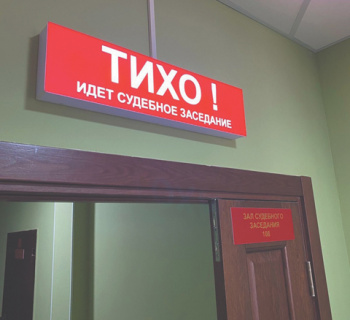 ТИХО !
ИДЕТ СУДЕБНОЕ ЗАСЕДАНИЕ
ЗАЛ СУДЕБНОГО
ЗАСЕДАНИЯ